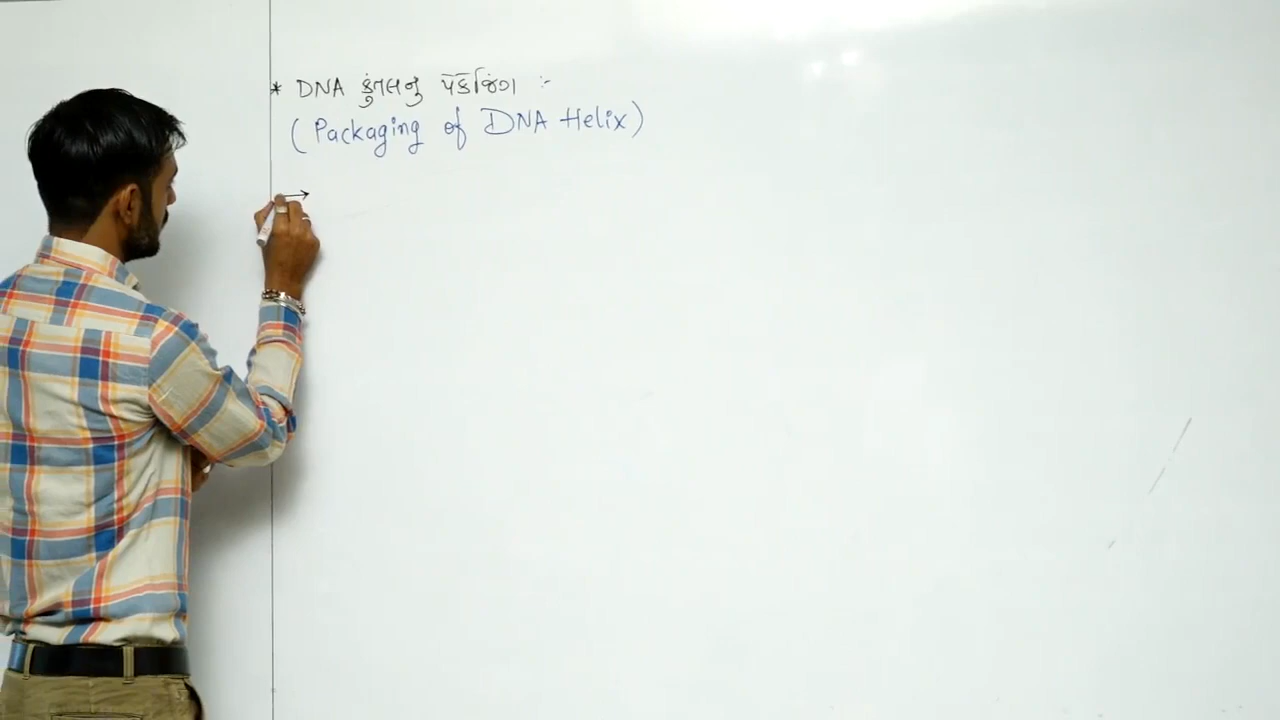 * DNA કુંતલનું પેકેજિંગ :-
(Packaging of DNA Helix)
→